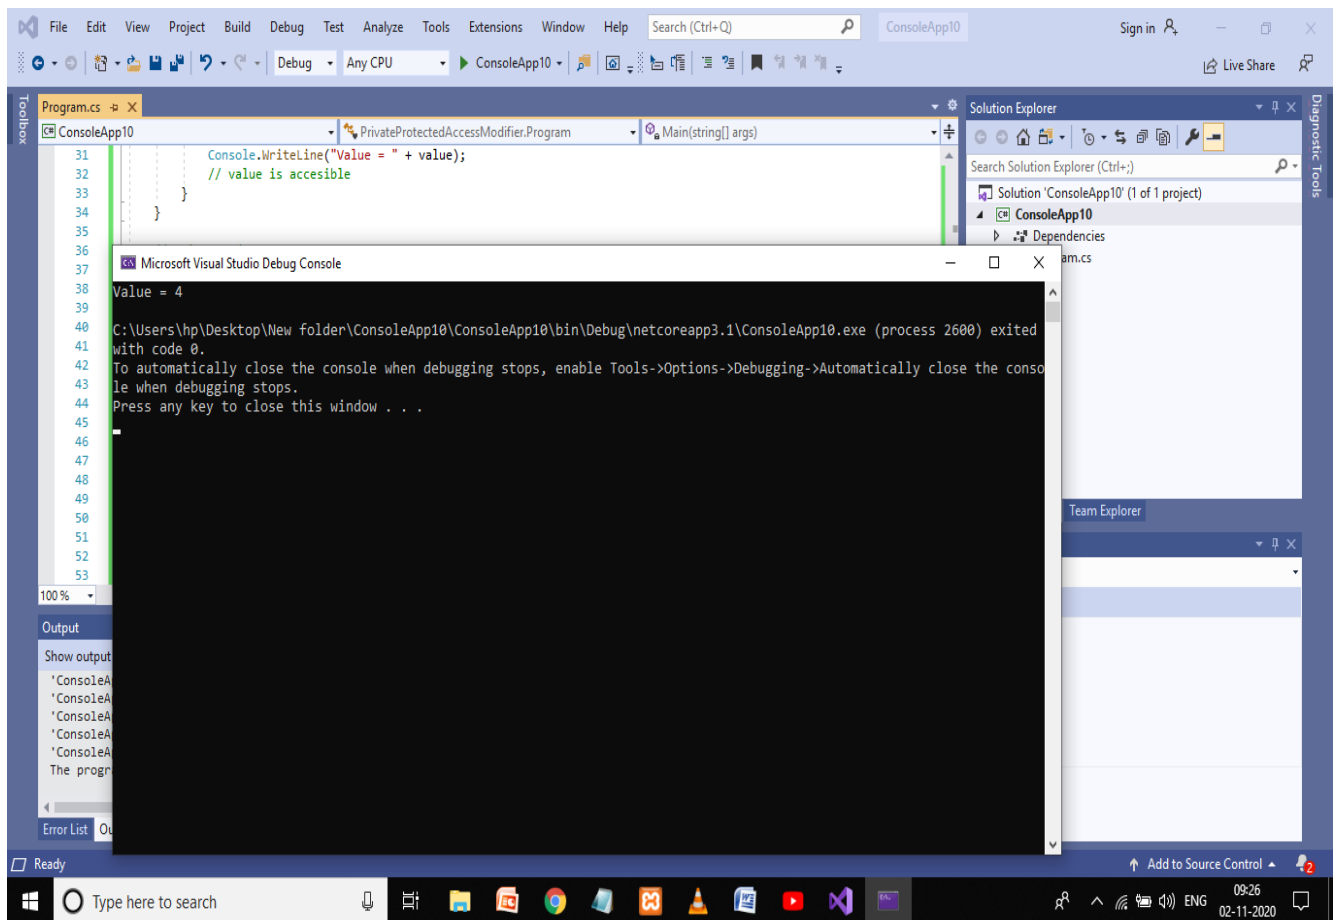 File Edit View Project Build Debug Test Analyze Tools Extensions Window Help Search (Ctrl+Q) ConsoleApp10 Sign in
Debug Any CPU ConsoleApp10 Live Share
Toolbox
Program.cs
ConsoleApp10 PrivateProtectedAccessModifier.Program Main(string[] args)
31 Console.WriteLine("Value = " + value);
32 // value is accesible
33 }
34 }
35
36
37
38
39
40
41
42
43
44
45
46
47
48
49
50
51
52
53
100 %
Microsoft Visual Studio Debug Console
Value = 4
C:\Users\hp\Desktop\New folder\ConsoleApp10\ConsoleApp10\bin\Debug\netcoreapp3.1\ConsoleApp10.exe (process 2600) exited
with code 0.
To automatically close the console when debugging stops, enable Tools->Options->Debugging->Automatically close the conso
le when debugging stops.
Press any key to close this window . . .
Solution Explorer
Search Solution Explorer (Ctrl+;)
Solution 'ConsoleApp10' (1 of 1 project)
C# ConsoleApp10
Dependencies
am.cs
Team Explorer
Diagnostic Tools
Output
Show output
'ConsoleA
'ConsoleA
'ConsoleA
'ConsoleA
'ConsoleA
The progr
Error List Ou
Ready Add to Source Control 2
Type here to search ENG 09:26
02-11-2020